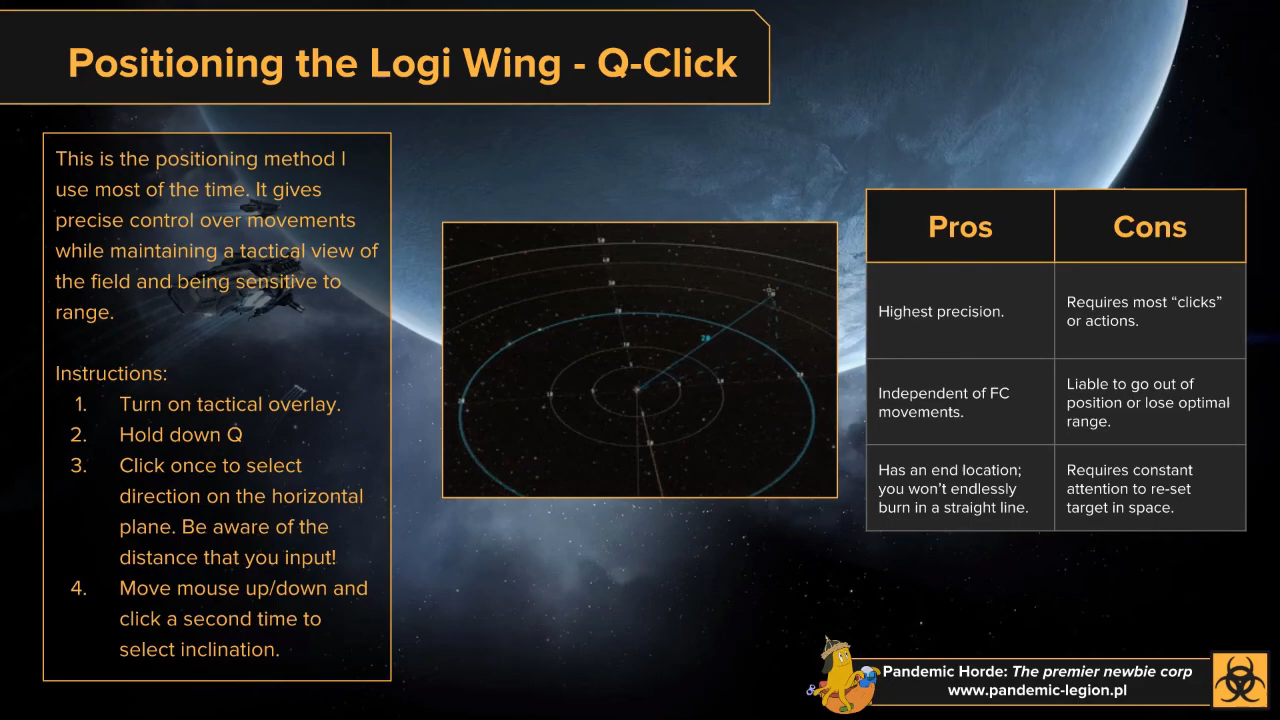 Positioning the Logi Wing - Q-Click
This is the positioning method I
use most of the time. It gives
precise control over movements
while maintaining a tactical view of
the field and being sensitive to
range.
Instructions:
1. Turn on tactical overlay.
2. Hold down Q
3. Click once to select
direction on the horizontal
plane. Be aware of the
distance that you input!
4. Move mouse up/down and
click a second time to
select inclination.
Pros Cons
Highest precision.
Requires most “clicks”
or actions.
Independent of FC
movements.
Liable to go out of
position or lose optimal
range.
Has an end location;
you won’t endlessly
burn in a straight line.
Requires constant
attention to re-set
target in space.
Pandemic Horde: The premier newbie corp
www.pandemic-legion.pl